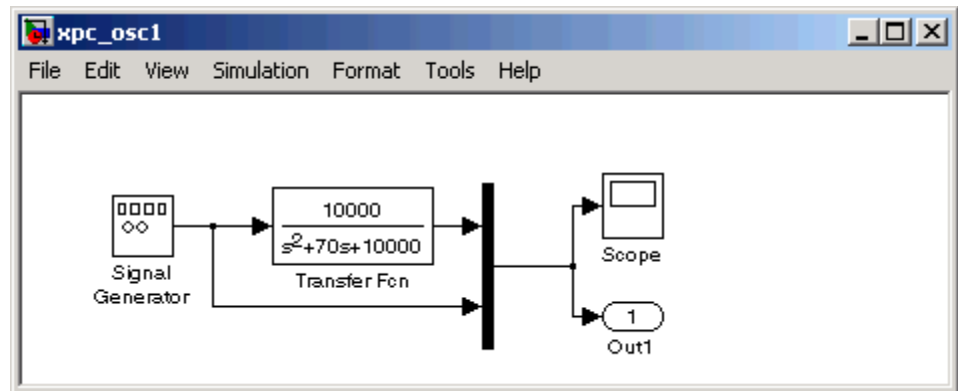 xpc_osc1
File Edit View Simulation Format Tools Help
Signal
Generator
10000
s²+70s+10000
Transfer Fcn
Scope
1
Out1